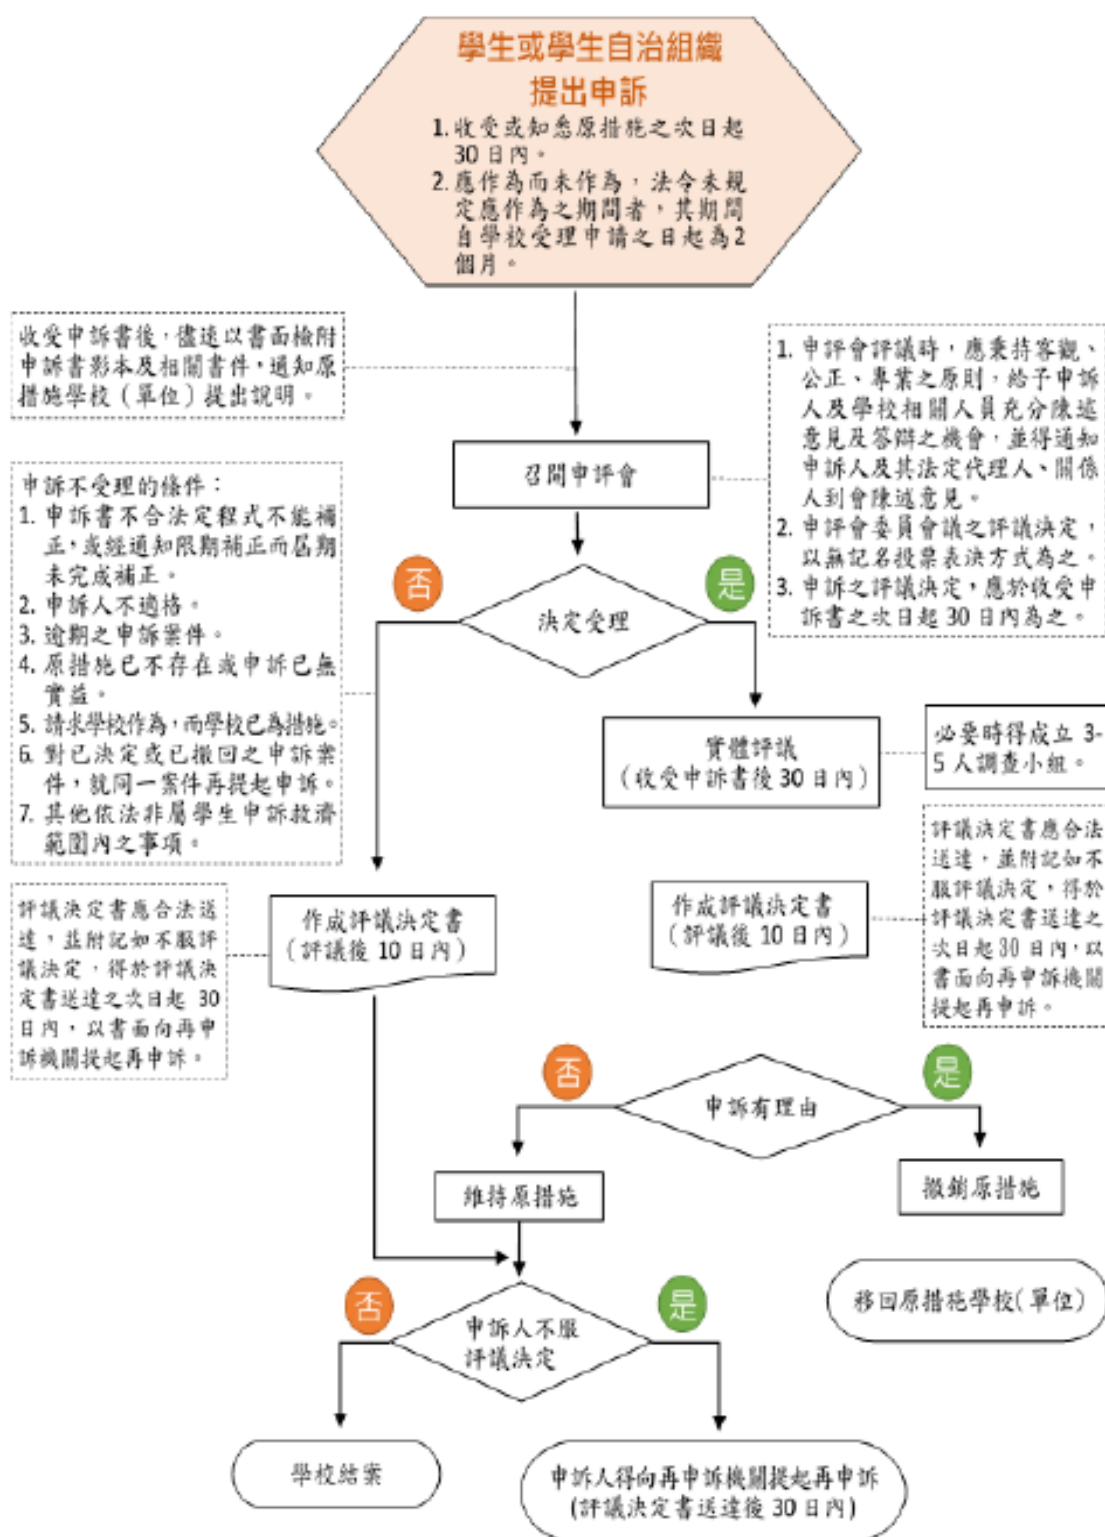 學生或學生自治組織
提出申訴
1. 收受或知悉原措施之次日起
30 日內。
2. 應作為而未作為，法令未規
定應作為之期間者，其期間
自學校受理申請之日起為2
個月。
收受申訴書後，儘速以書面檢附
申訴書影本及相關書件，通知原
措施學校（單位）提出說明。
1. 申評會評議時，應秉持客觀、
公正、專業之原則，給予申訴
人及學校相關人員充分陳述
意見及答辯之機會，並得通知
申訴人及其法定代理人、關係
人到會陳述意見。
2. 申評會委員會議之評議決定，
以無記名投票表決方式為之。
3. 申訴之評議決定，應於收受申
訴書之次日起 30 日內為之。
召開申評會
申訴不受理的條件：
1. 申訴書不合法定程式不能補
正，或經通知限期補正而屆期
未完成補正。
2. 申訴人不適格。
3. 逾期之申訴案件。
4. 原措施已不存在或申訴已無
實益。
5. 請求學校作為，而學校已為措施。
6. 對已決定或已撤回之申訴案
件，就同一案件再提起申訴。
7. 其他依法非屬學生申訴救濟
範圍內之事項。
否
是
決定受理
實體評議
（收受申訴書後 30 日內）
必要時得成立 3-
5 人調查小組。
評議決定書應合法送
達，並附記如不服評
議決定，得於評議決
定書送達之次日起 30
日內，以書面向再申
訴機關提起再申訴。
作成評議決定書
（評議後 10 日內）
作成評議決定書
（評議後 10 日內）
評議決定書應合法
送達，並附記如不
服評議決定，得於
評議決定書送達之
次日起 30 日內，以
書面向再申訴機關
提起再申訴。
否
是
申訴有理由
維持原措施
撤銷原措施
移回原措施學校(單位)
否
是
申訴人不服
評議決定
學校結案
申訴人得向再申訴機關提起再申訴
(評議決定書送達後 30 日內)